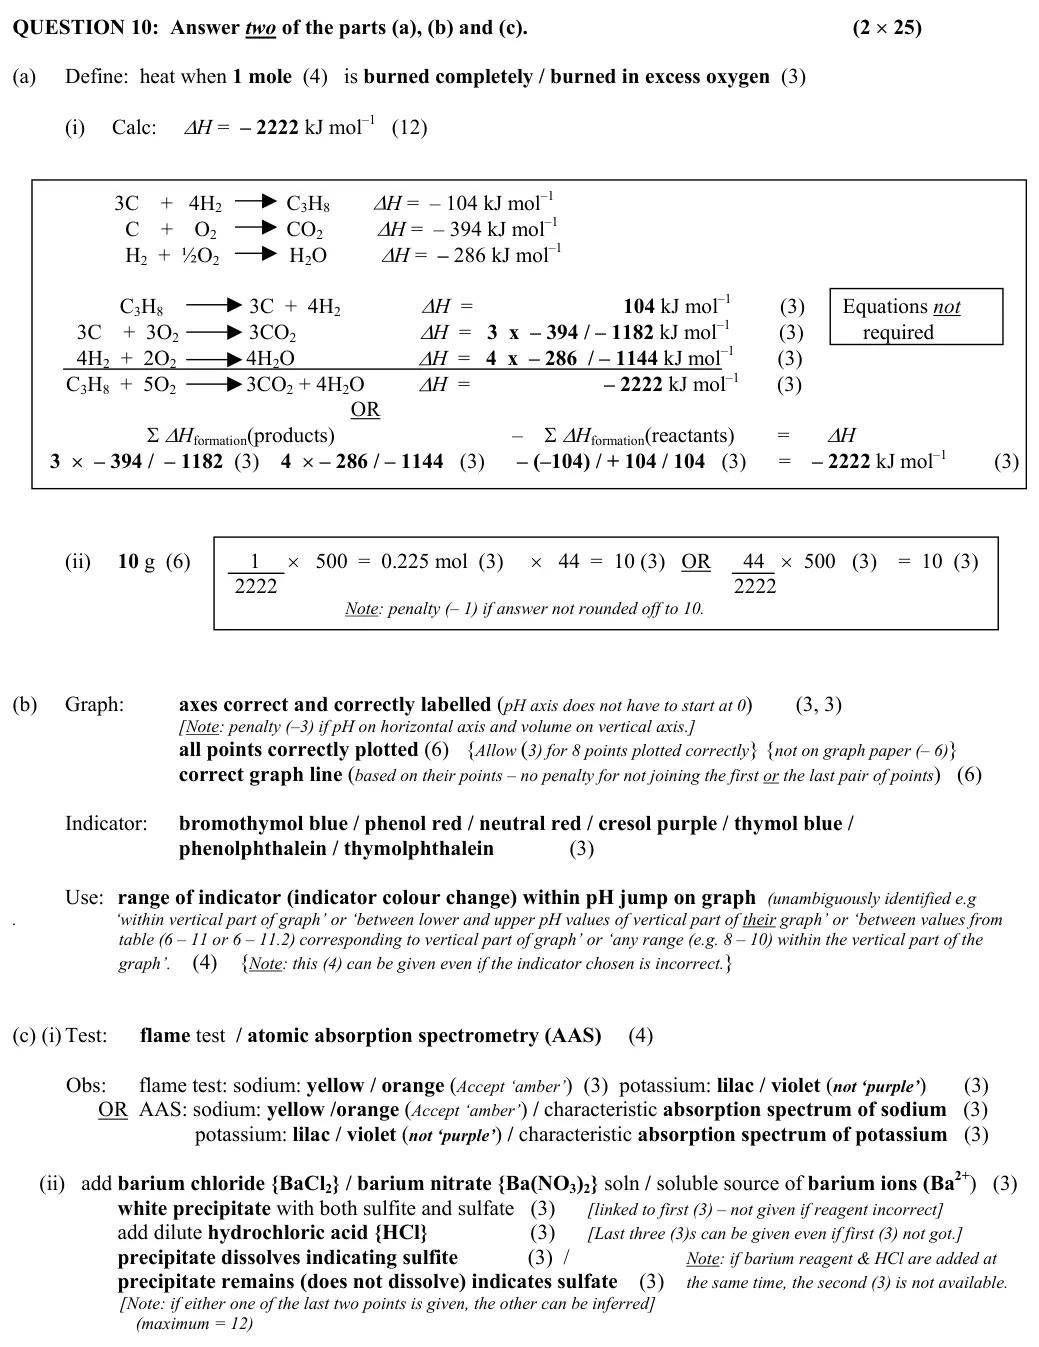 QUESTION 10:  Answer two of the parts (a), (b) and (c). (2 × 25)
(a) Define: heat when 1 mole (4) is burned completely / burned in excess oxygen (3)
(i) Calc: ΔH = – 2222 kJ mol⁻¹ (12)
3C + 4H₂ → C₃H₈ ΔH = – 104 kJ mol⁻¹
C + O₂ → CO₂ ΔH = – 394 kJ mol⁻¹
H₂ + ½O₂ → H₂O ΔH = – 286 kJ mol⁻¹
C₃H₈ → 3C + 4H₂ ΔH = 104 kJ mol⁻¹ (3) Equations not
3C + 3O₂ → 3CO₂ ΔH = 3 x – 394 / – 1182 kJ mol⁻¹ (3) required
4H₂ + 2O₂ → 4H₂O ΔH = 4 x – 286 / – 1144 kJ mol⁻¹ (3)
C₃H₈ + 5O₂ → 3CO₂ + 4H₂O ΔH = – 2222 kJ mol⁻¹ (3)
OR
Σ ΔHformation(products) – Σ ΔHformation(reactants) = ΔH
3 × – 394 / – 1182 (3) 4 × – 286 / – 1144 (3) – (–104) / + 104 / 104 (3) = – 2222 kJ mol⁻¹ (3)
(ii) 10 g (6) 1 × 500 = 0.225 mol (3) × 44 = 10 (3) OR 44 × 500 (3) = 10 (3)
2222 2222
Note: penalty (– 1) if answer not rounded off to 10.
(b) Graph: axes correct and correctly labelled (pH axis does not have to start at 0) (3, 3)
[Note: penalty (–3) if pH on horizontal axis and volume on vertical axis.]
all points correctly plotted (6) {Allow (3) for 8 points plotted correctly} {not on graph paper (– 6)}
correct graph line (based on their points – no penalty for not joining the first or the last pair of points) (6)
Indicator: bromothymol blue / phenol red / neutral red / cresol purple / thymol blue /
phenolphthalein / thymolphthalein (3)
Use: range of indicator (indicator colour change) within pH jump on graph (unambiguously identified e.g
. ‘within vertical part of graph’ or ‘between lower and upper pH values of vertical part of their graph’ or ‘between values from
table (6 – 11 or 6 – 11.2) corresponding to vertical part of graph’ or ‘any range (e.g. 8 – 10) within the vertical part of the
graph’. (4) {Note: this (4) can be given even if the indicator chosen is incorrect.}
(c) (i) Test: flame test / atomic absorption spectrometry (AAS) (4)
Obs: flame test: sodium: yellow / orange (Accept ‘amber’) (3) potassium: lilac / violet (not ‘purple’) (3)
OR AAS: sodium: yellow /orange (Accept ‘amber’) / characteristic absorption spectrum of sodium (3)
potassium: lilac / violet (not ‘purple’) / characteristic absorption spectrum of potassium (3)
(ii) add barium chloride {BaCl₂} / barium nitrate {Ba(NO₃)₂} soln / soluble source of barium ions (Ba²⁺) (3)
white precipitate with both sulfite and sulfate (3) [linked to first (3) – not given if reagent incorrect]
add dilute hydrochloric acid {HCl} (3) [Last three (3)s can be given even if first (3) not got.]
precipitate dissolves indicating sulfite (3) / Note: if barium reagent & HCl are added at
precipitate remains (does not dissolve) indicates sulfate (3) the same time, the second (3) is not available.
[Note: if either one of the last two points is given, the other can be inferred]
(maximum = 12)